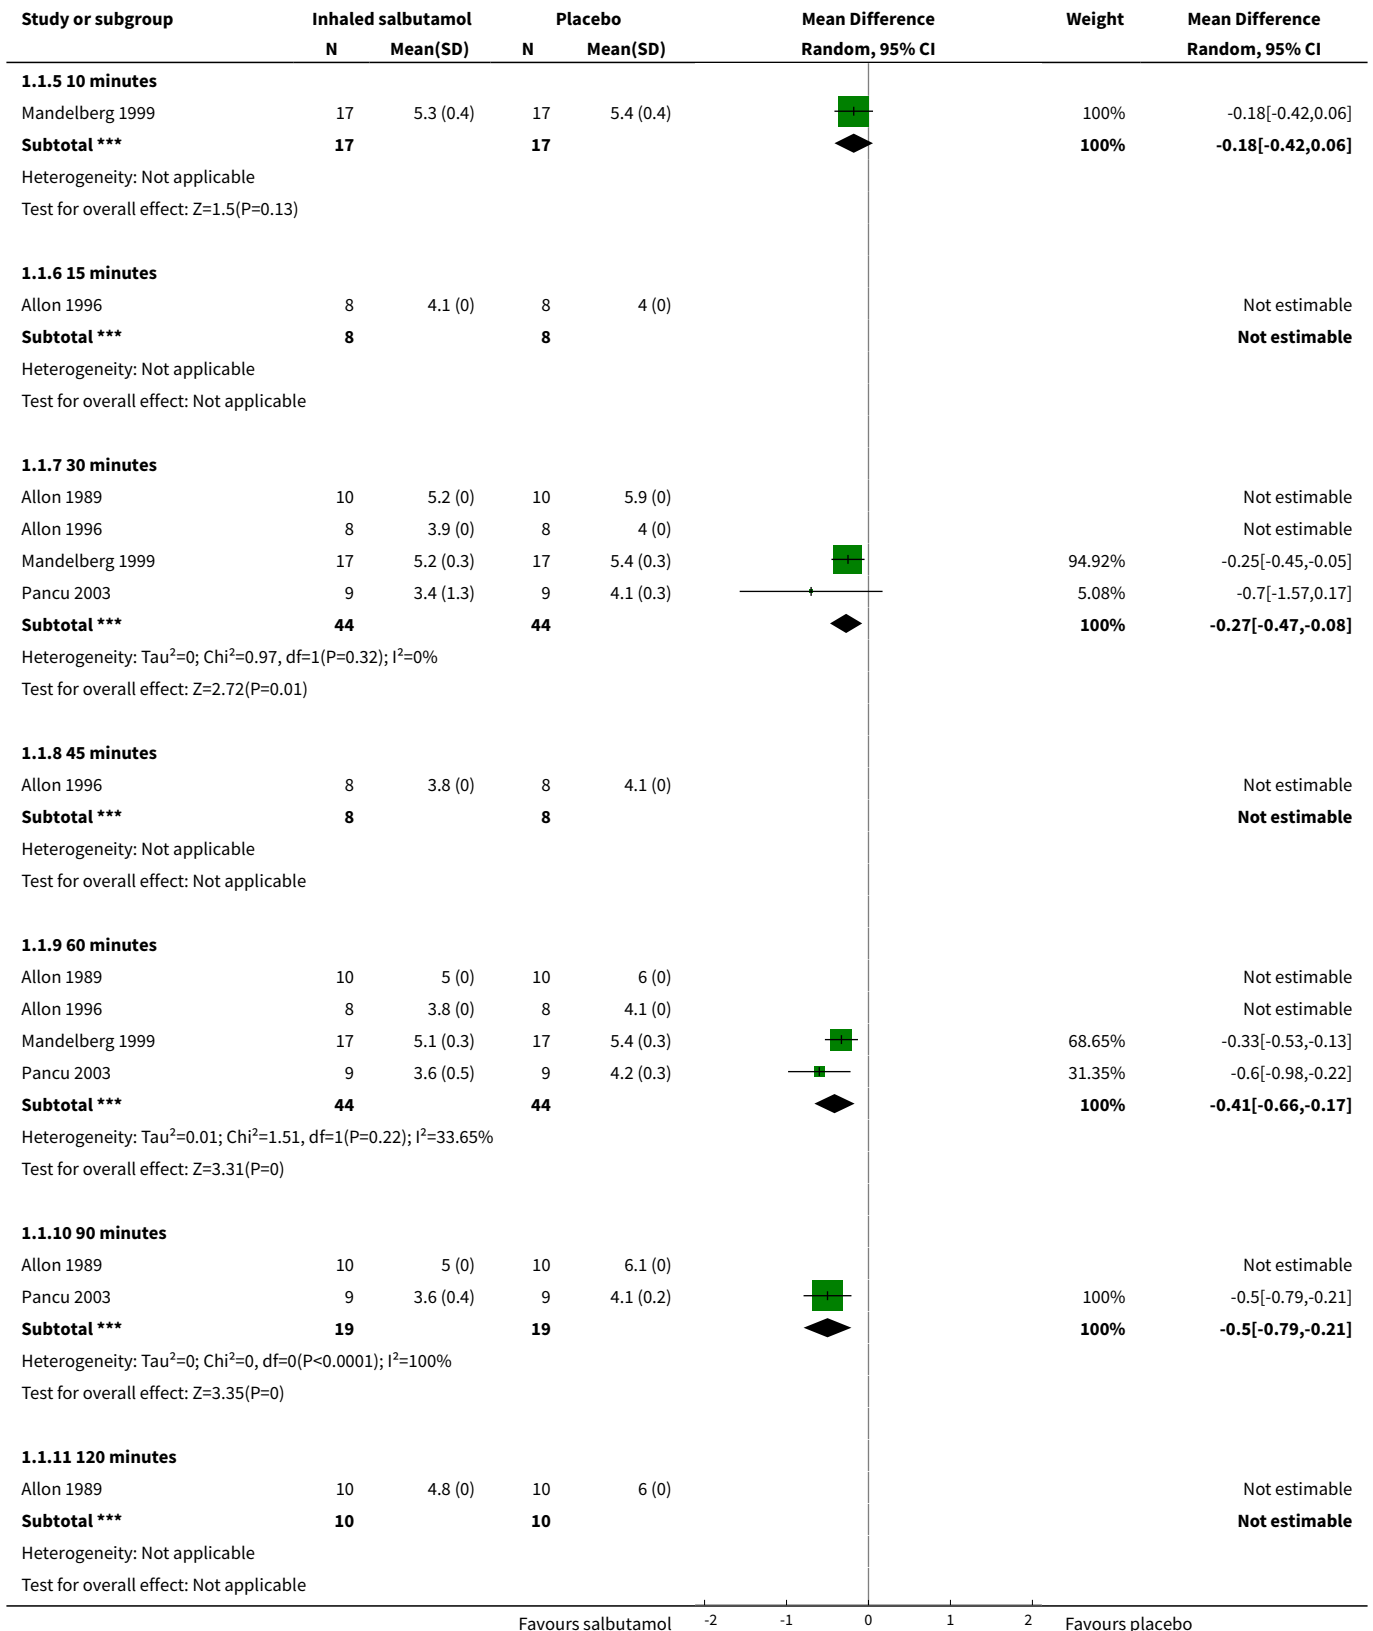 Study or subgroup Inhaled salbutamol Placebo Mean Difference Weight Mean Difference
N Mean(SD) N Mean(SD) Random, 95% CI Random, 95% CI
1.1.5 10 minutes
Mandelberg 1999 17 5.3 (0.4) 17 5.4 (0.4) 100% -0.18[-0.42,0.06]
Subtotal *** 17 17 100% -0.18[-0.42,0.06]
Heterogeneity: Not applicable
Test for overall effect: Z=1.5(P=0.13)
1.1.6 15 minutes
Allon 1996 8 4.1 (0) 8 4 (0) Not estimable
Subtotal *** 8 8 Not estimable
Heterogeneity: Not applicable
Test for overall effect: Not applicable
1.1.7 30 minutes
Allon 1989 10 5.2 (0) 10 5.9 (0) Not estimable
Allon 1996 8 3.9 (0) 8 4 (0) Not estimable
Mandelberg 1999 17 5.2 (0.3) 17 5.4 (0.3) 94.92% -0.25[-0.45,-0.05]
Pancu 2003 9 3.4 (1.3) 9 4.1 (0.3) 5.08% -0.7[-1.57,0.17]
Subtotal *** 44 44 100% -0.27[-0.47,-0.08]
Heterogeneity: Tau²=0; Chi²=0.97, df=1(P=0.32); I²=0%
Test for overall effect: Z=2.72(P=0.01)
1.1.8 45 minutes
Allon 1996 8 3.8 (0) 8 4.1 (0) Not estimable
Subtotal *** 8 8 Not estimable
Heterogeneity: Not applicable
Test for overall effect: Not applicable
1.1.9 60 minutes
Allon 1989 10 5 (0) 10 6 (0) Not estimable
Allon 1996 8 3.8 (0) 8 4.1 (0) Not estimable
Mandelberg 1999 17 5.1 (0.3) 17 5.4 (0.3) 68.65% -0.33[-0.53,-0.13]
Pancu 2003 9 3.6 (0.5) 9 4.2 (0.3) 31.35% -0.6[-0.98,-0.22]
Subtotal *** 44 44 100% -0.41[-0.66,-0.17]
Heterogeneity: Tau²=0.01; Chi²=1.51, df=1(P=0.22); I²=33.65%
Test for overall effect: Z=3.31(P=0)
1.1.10 90 minutes
Allon 1989 10 5 (0) 10 6.1 (0) Not estimable
Pancu 2003 9 3.6 (0.4) 9 4.1 (0.2) 100% -0.5[-0.79,-0.21]
Subtotal *** 19 19 100% -0.5[-0.79,-0.21]
Heterogeneity: Tau²=0; Chi²=0, df=0(P<0.0001); I²=100%
Test for overall effect: Z=3.35(P=0)
1.1.11 120 minutes
Allon 1989 10 4.8 (0) 10 6 (0) Not estimable
Subtotal *** 10 10 Not estimable
Heterogeneity: Not applicable
Test for overall effect: Not applicable
Favours salbutamol -2 -1 0 1 2 Favours placebo